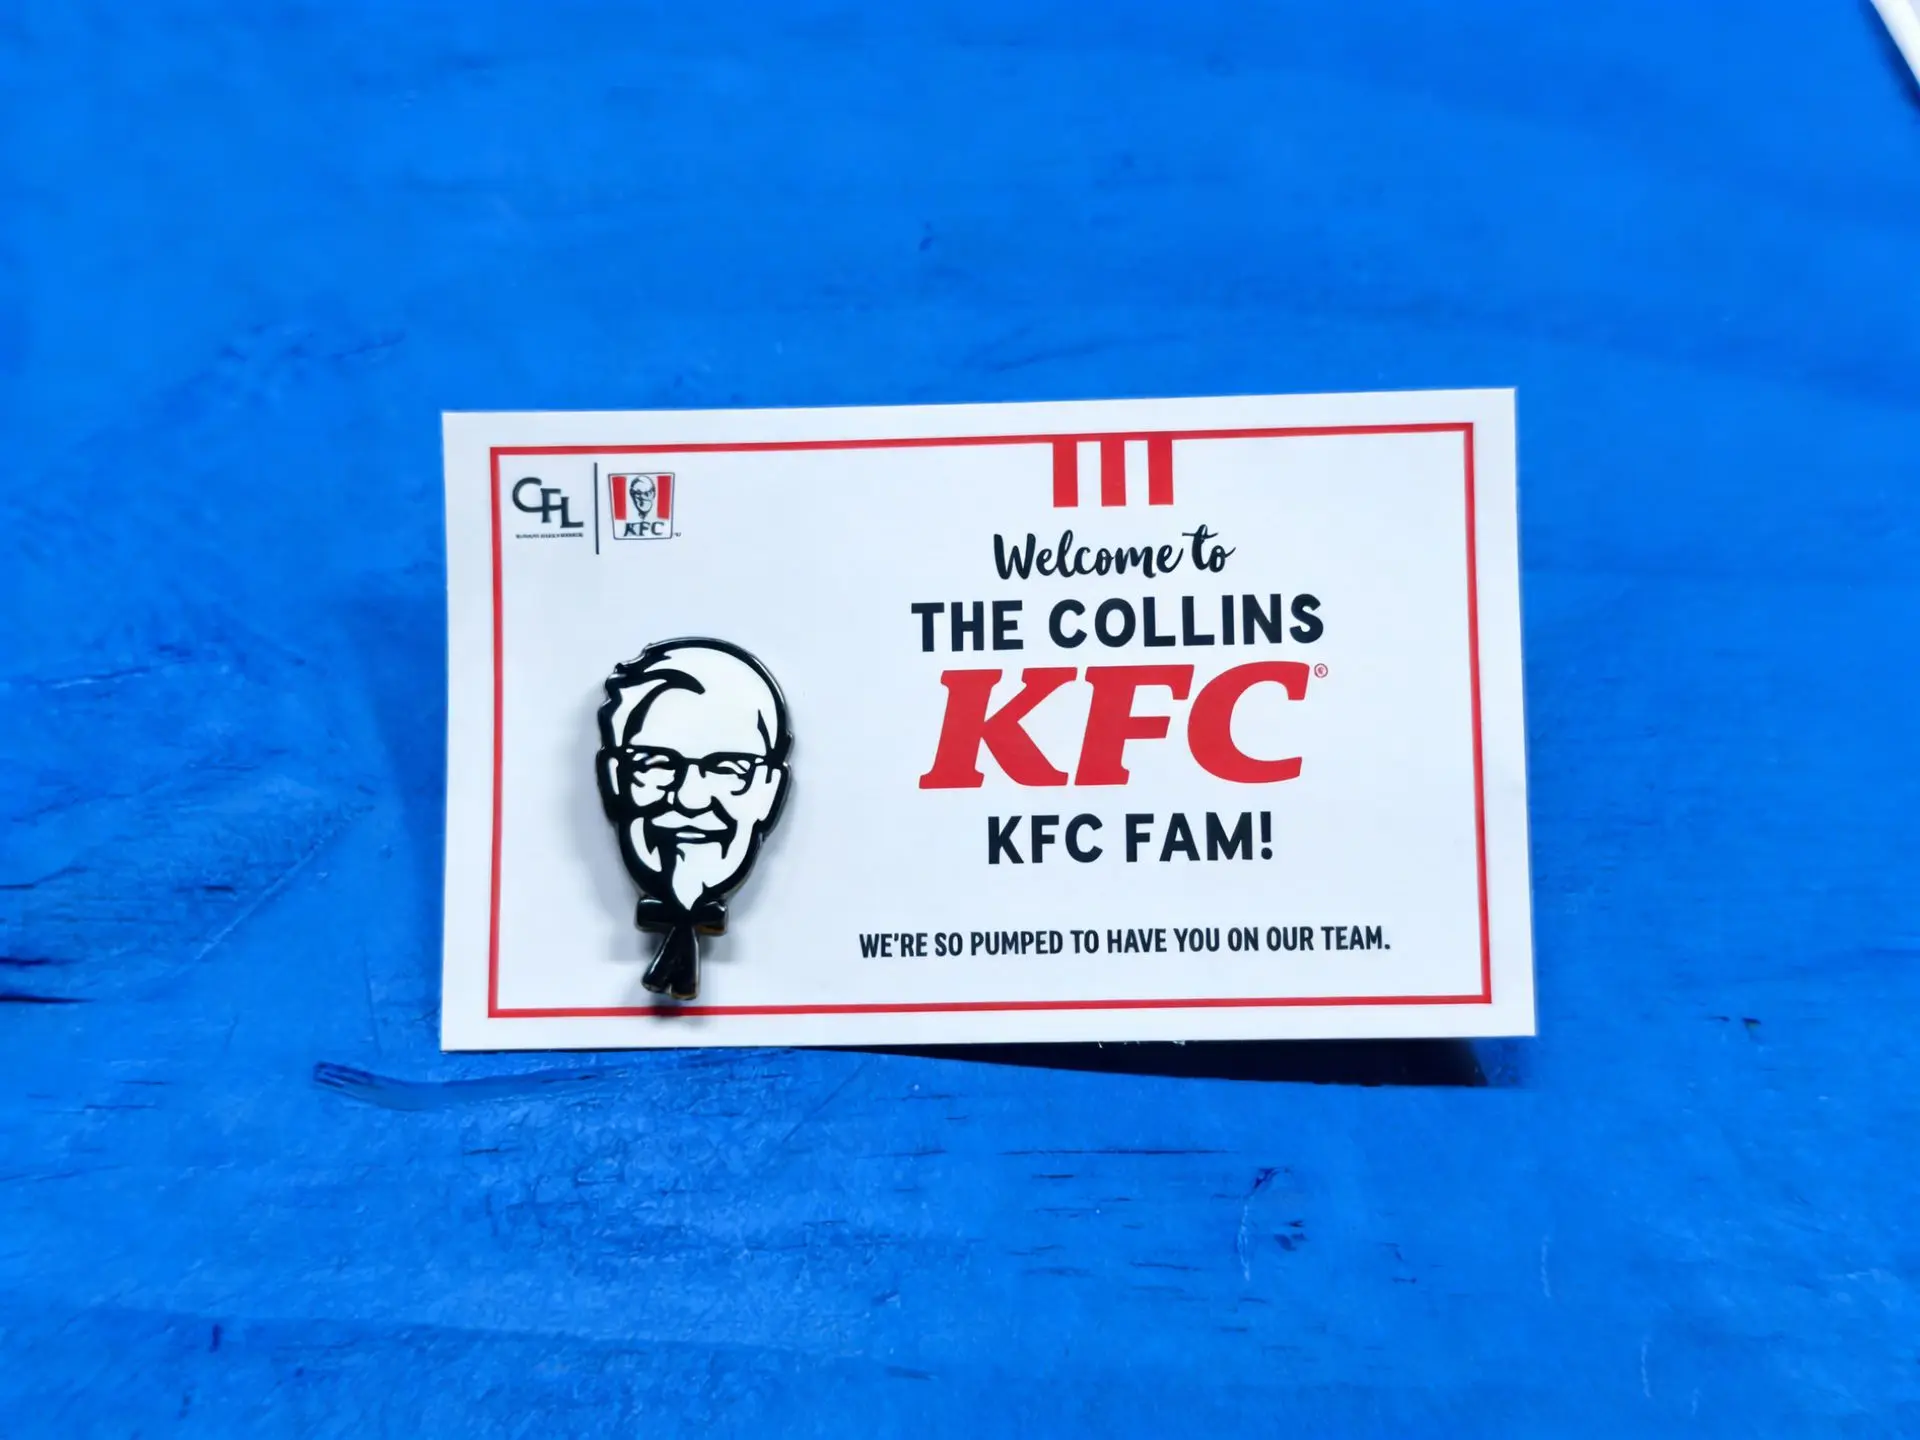 CFL
KFC
Welcome to
THE COLLINS
KFC®
KFC FAM!
WE'RE SO PUMPED TO HAVE YOU ON OUR TEAM.